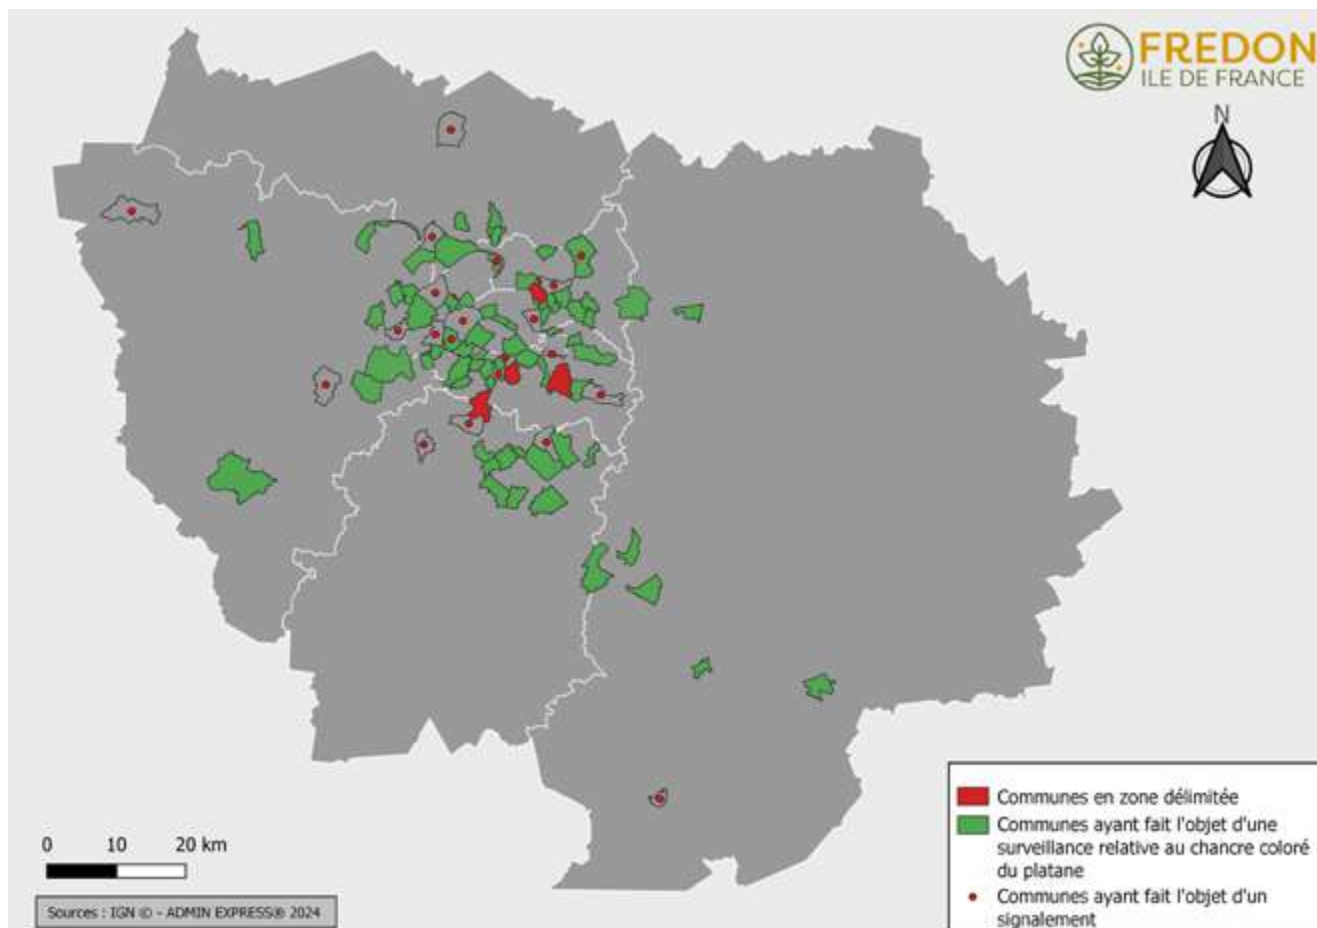 FREDON
ILE DE FRANCE
N
Communes en zone délimitée
Communes ayant fait l'objet d'une
surveillance relative au chancre coloré
du platane
Communes ayant fait l'objet d'un
signalement
0 10 20 km
Sources : IGN © - ADMIN EXPRESS® 2024